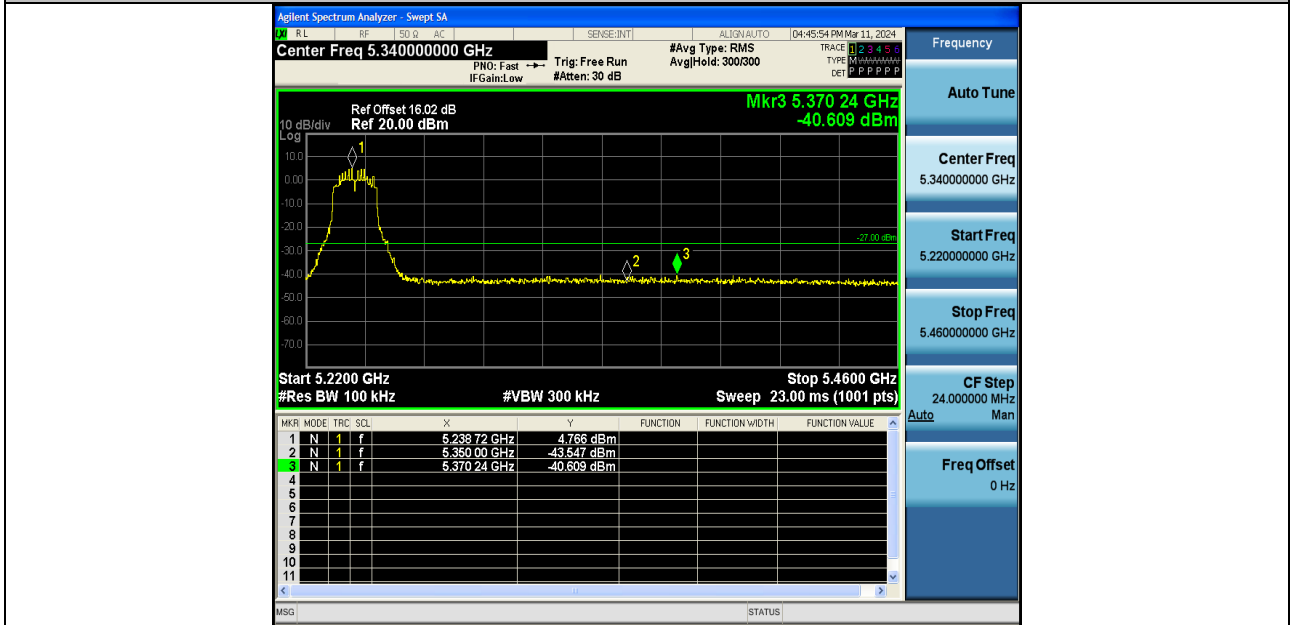 Agilent Spectrum Analyzer - Swept SA
LXI RL RF 50 Ω AC SENSE:INT ALIGN AUTO 04:45:54 PM Mar 11, 2024
Center Freq 5.340000000 GHz
PNO: Fast
IFGain:Low
Trig: Free Run
#Atten: 30 dB
#Avg Type: RMS
Avg|Hold: 300/300
TRACE 1 2 3 4 5 6
TYPE M W W W W W
DET P P P P P P
Mkr3 5.370 24 GHz
-40.609 dBm
Ref Offset 16.02 dB
10 dB/div Ref 20.00 dBm
Log
10.0
0.00
-10.0
-20.0
-30.0
-40.0
-50.0
-60.0
-70.0
1
2
3
-27.00 dBm
Start 5.2200 GHz Stop 5.4600 GHz
#Res BW 100 kHz #VBW 300 kHz Sweep 23.00 ms (1001 pts)
MKR MODE TRC SCL X Y FUNCTION FUNCTION WIDTH FUNCTION VALUE
1 N 1 f 5.238 72 GHz 4.766 dBm
2 N 1 f 5.350 00 GHz -43.547 dBm
3 N 1 f 5.370 24 GHz -40.609 dBm
4
5
6
7
8
9
10
11
MSG STATUS
Frequency
Auto Tune
Center Freq
5.340000000 GHz
Start Freq
5.220000000 GHz
Stop Freq
5.460000000 GHz
CF Step
24.000000 MHz
Auto Man
Freq Offset
0 Hz